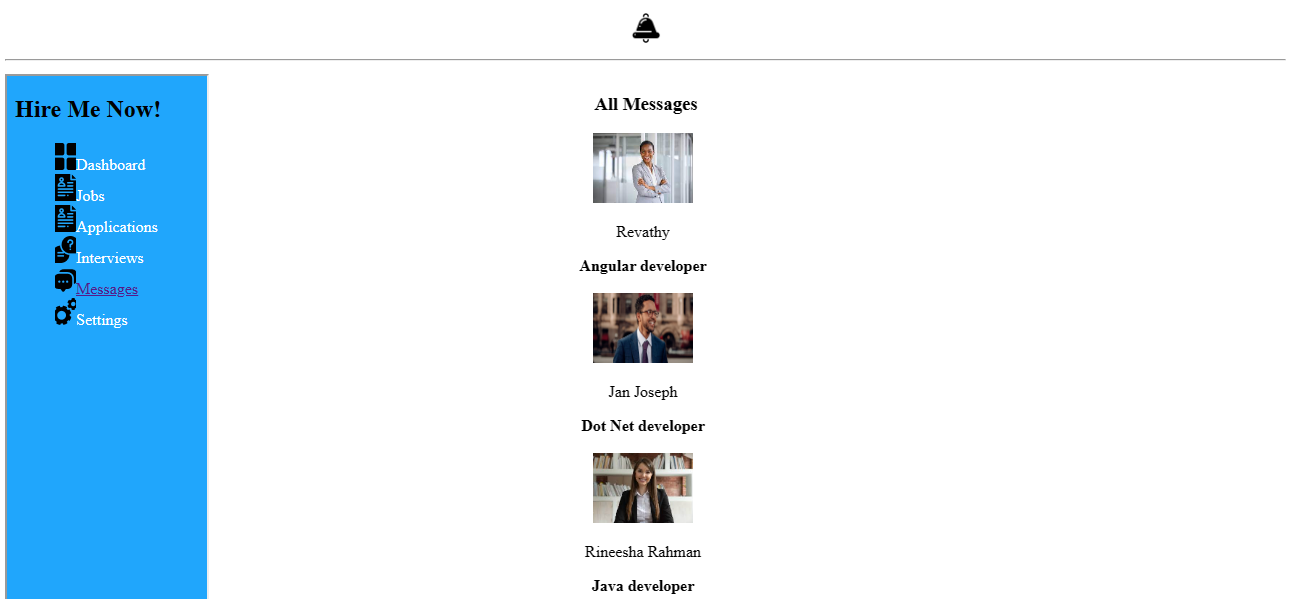 Hire Me Now!
Dashboard
Jobs
Applications
Interviews
Messages
Settings
All Messages
Revathy
Angular developer
Jan Joseph
Dot Net developer
Rineesha Rahman
Java developer